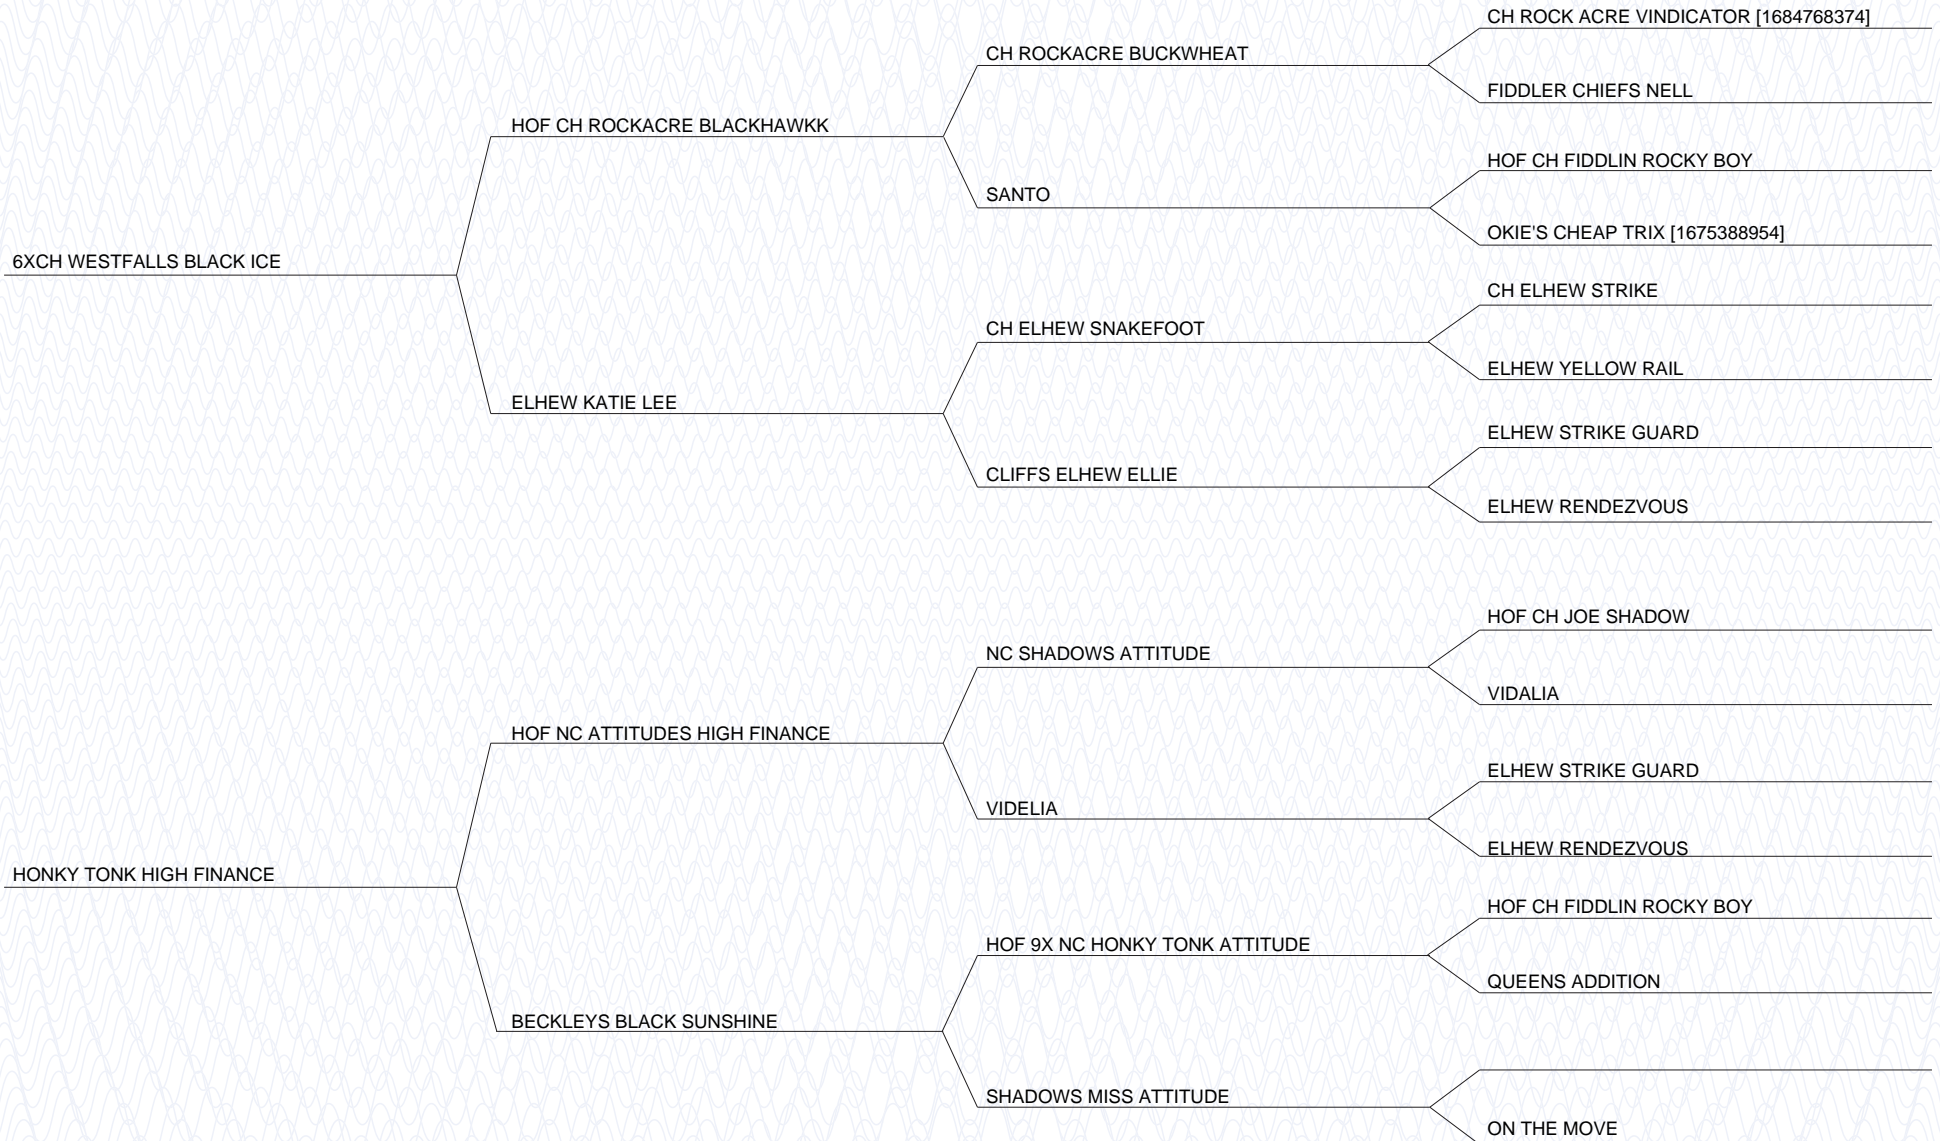 CH ROCK ACRE VINDICATOR [1684768374]
CH ROCKACRE BUCKWHEAT
FIDDLER CHIEFS NELL
HOF CH ROCKACRE BLACKHAWKK
HOF CH FIDDLIN ROCKY BOY
SANTO
OKIE'S CHEAP TRIX [1675388954]
6XCH WESTFALLS BLACK ICE
CH ELHEW STRIKE
CH ELHEW SNAKEFOOT
ELHEW YELLOW RAIL
ELHEW KATIE LEE
ELHEW STRIKE GUARD
CLIFFS ELHEW ELLIE
ELHEW RENDEZVOUS
HOF CH JOE SHADOW
NC SHADOWS ATTITUDE
VIDALIA
HOF NC ATTITUDES HIGH FINANCE
ELHEW STRIKE GUARD
VIDELIA
ELHEW RENDEZVOUS
HONKY TONK HIGH FINANCE
HOF CH FIDDLIN ROCKY BOY
HOF 9X NC HONKY TONK ATTITUDE
QUEENS ADDITION
BECKLEYS BLACK SUNSHINE
SHADOWS MISS ATTITUDE
ON THE MOVE